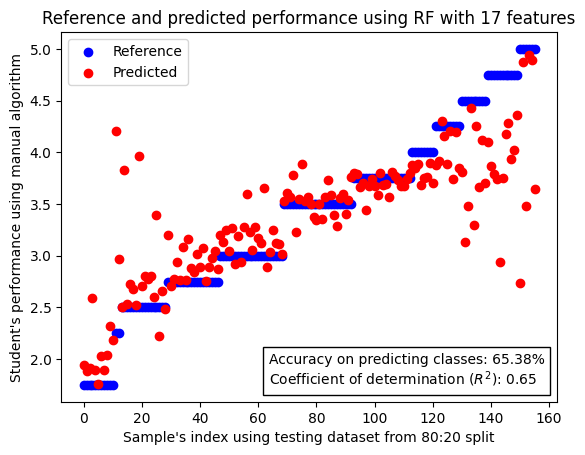 Reference and predicted performance using RF with 17 features
Student's performance using manual algorithm
5.0
4.5
4.0
3.5
3.0
2.5
2.0
Reference
Predicted
Accuracy on predicting classes: 65.38%
Coefficient of determination (R²): 0.65
0 20 40 60 80 100 120 140 160
Sample's index using testing dataset from 80:20 split